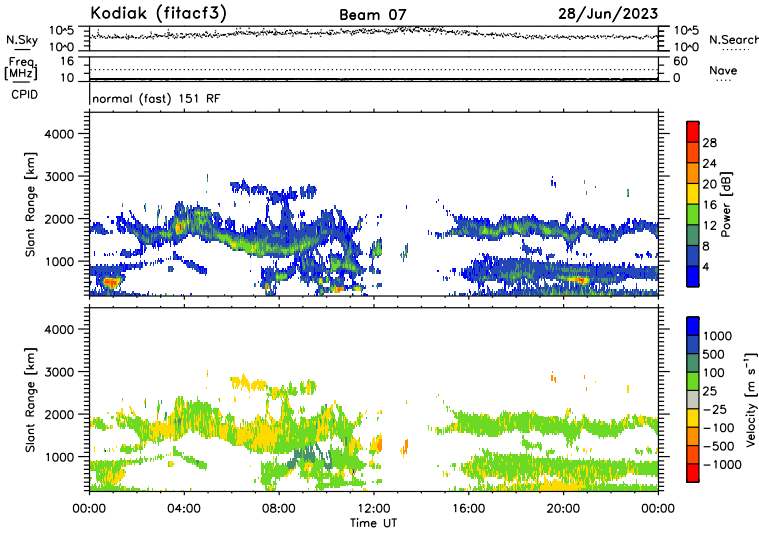 Kodiak (fitacf3) Beam 07 28/Jun/2023
N.Sky 10^5 10^0 10^5 10^0 N.Search
Freq. [MHz] 16 10 60 0 Nave
CPID normal (fast) 151 RF
Slant Range [km] 4000 3000 2000 1000
Power [dB] 28 24 20 16 12 8 4
Slant Range [km] 4000 3000 2000 1000
Velocity [m s⁻¹] 1000 500 100 25 −25 −100 −500 −1000
00:00 04:00 08:00 12:00 16:00 20:00 00:00
Time UT